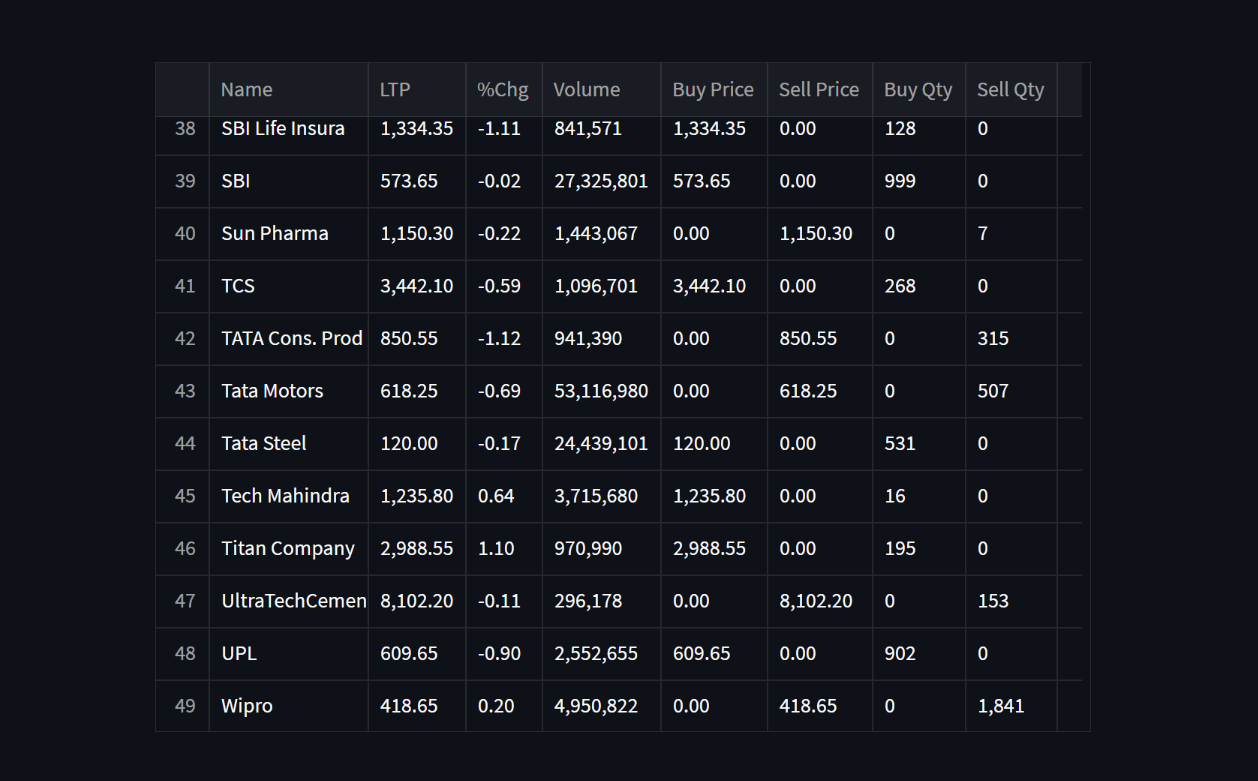 Name LTP %Chg Volume Buy Price Sell Price Buy Qty Sell Qty
38 SBI Life Insura 1,334.35 -1.11 841,571 1,334.35 0.00 128 0
39 SBI 573.65 -0.02 27,325,801 573.65 0.00 999 0
40 Sun Pharma 1,150.30 -0.22 1,443,067 0.00 1,150.30 0 7
41 TCS 3,442.10 -0.59 1,096,701 3,442.10 0.00 268 0
42 TATA Cons. Prod 850.55 -1.12 941,390 0.00 850.55 0 315
43 Tata Motors 618.25 -0.69 53,116,980 0.00 618.25 0 507
44 Tata Steel 120.00 -0.17 24,439,101 120.00 0.00 531 0
45 Tech Mahindra 1,235.80 0.64 3,715,680 1,235.80 0.00 16 0
46 Titan Company 2,988.55 1.10 970,990 2,988.55 0.00 195 0
47 UltraTechCemen 8,102.20 -0.11 296,178 0.00 8,102.20 0 153
48 UPL 609.65 -0.90 2,552,655 609.65 0.00 902 0
49 Wipro 418.65 0.20 4,950,822 0.00 418.65 0 1,841